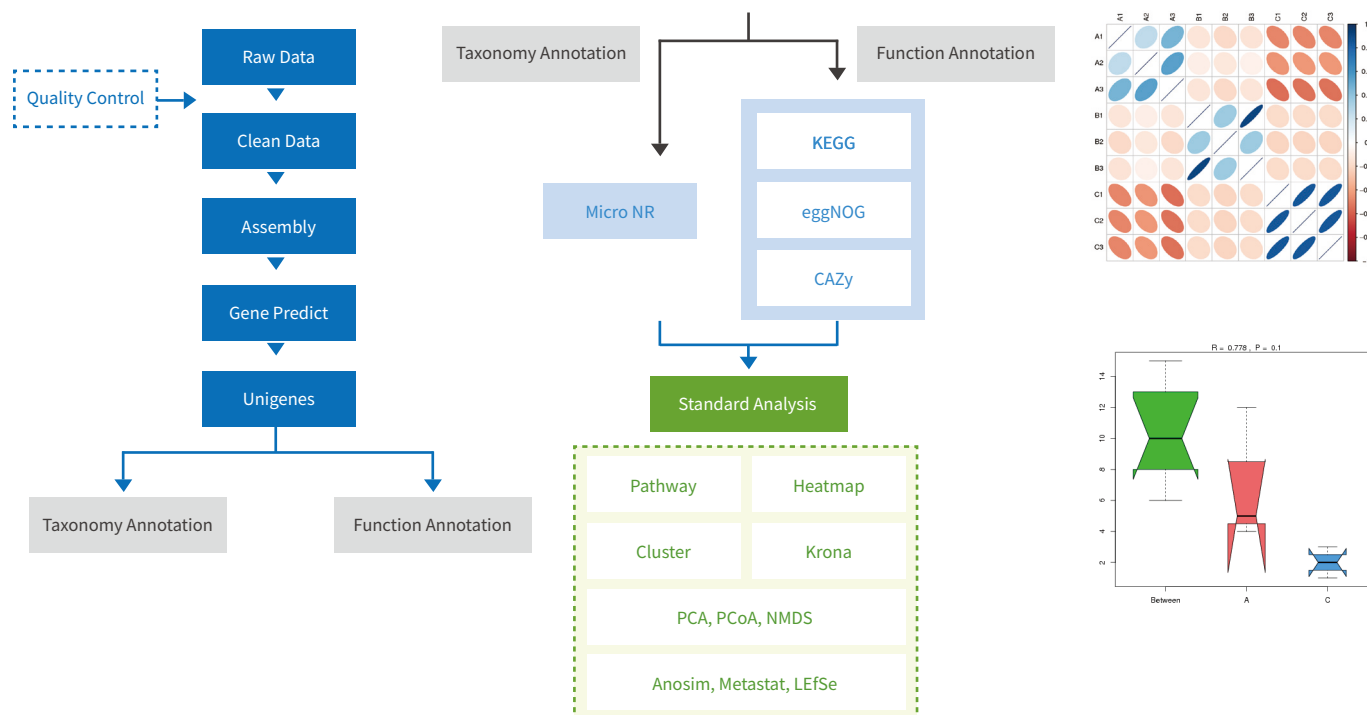 Raw Data
Quality Control
Clean Data
Assembly
Gene Predict
Unigenes
Taxonomy Annotation
Function Annotation
Taxonomy Annotation
Function Annotation
Micro NR
KEGG
eggNOG
CAZy
Standard Analysis
Pathway
Heatmap
Cluster
Krona
PCA, PCoA, NMDS
Anosim, Metastat, LEfSe
A1 A2 A3 B1 B2 B3 C1 C2 C3
A1
A2
A3
B1
B2
B3
C1
C2
C3
R = 0.778 , P = 0.1
14
12
10
8
6
4
2
Between A C